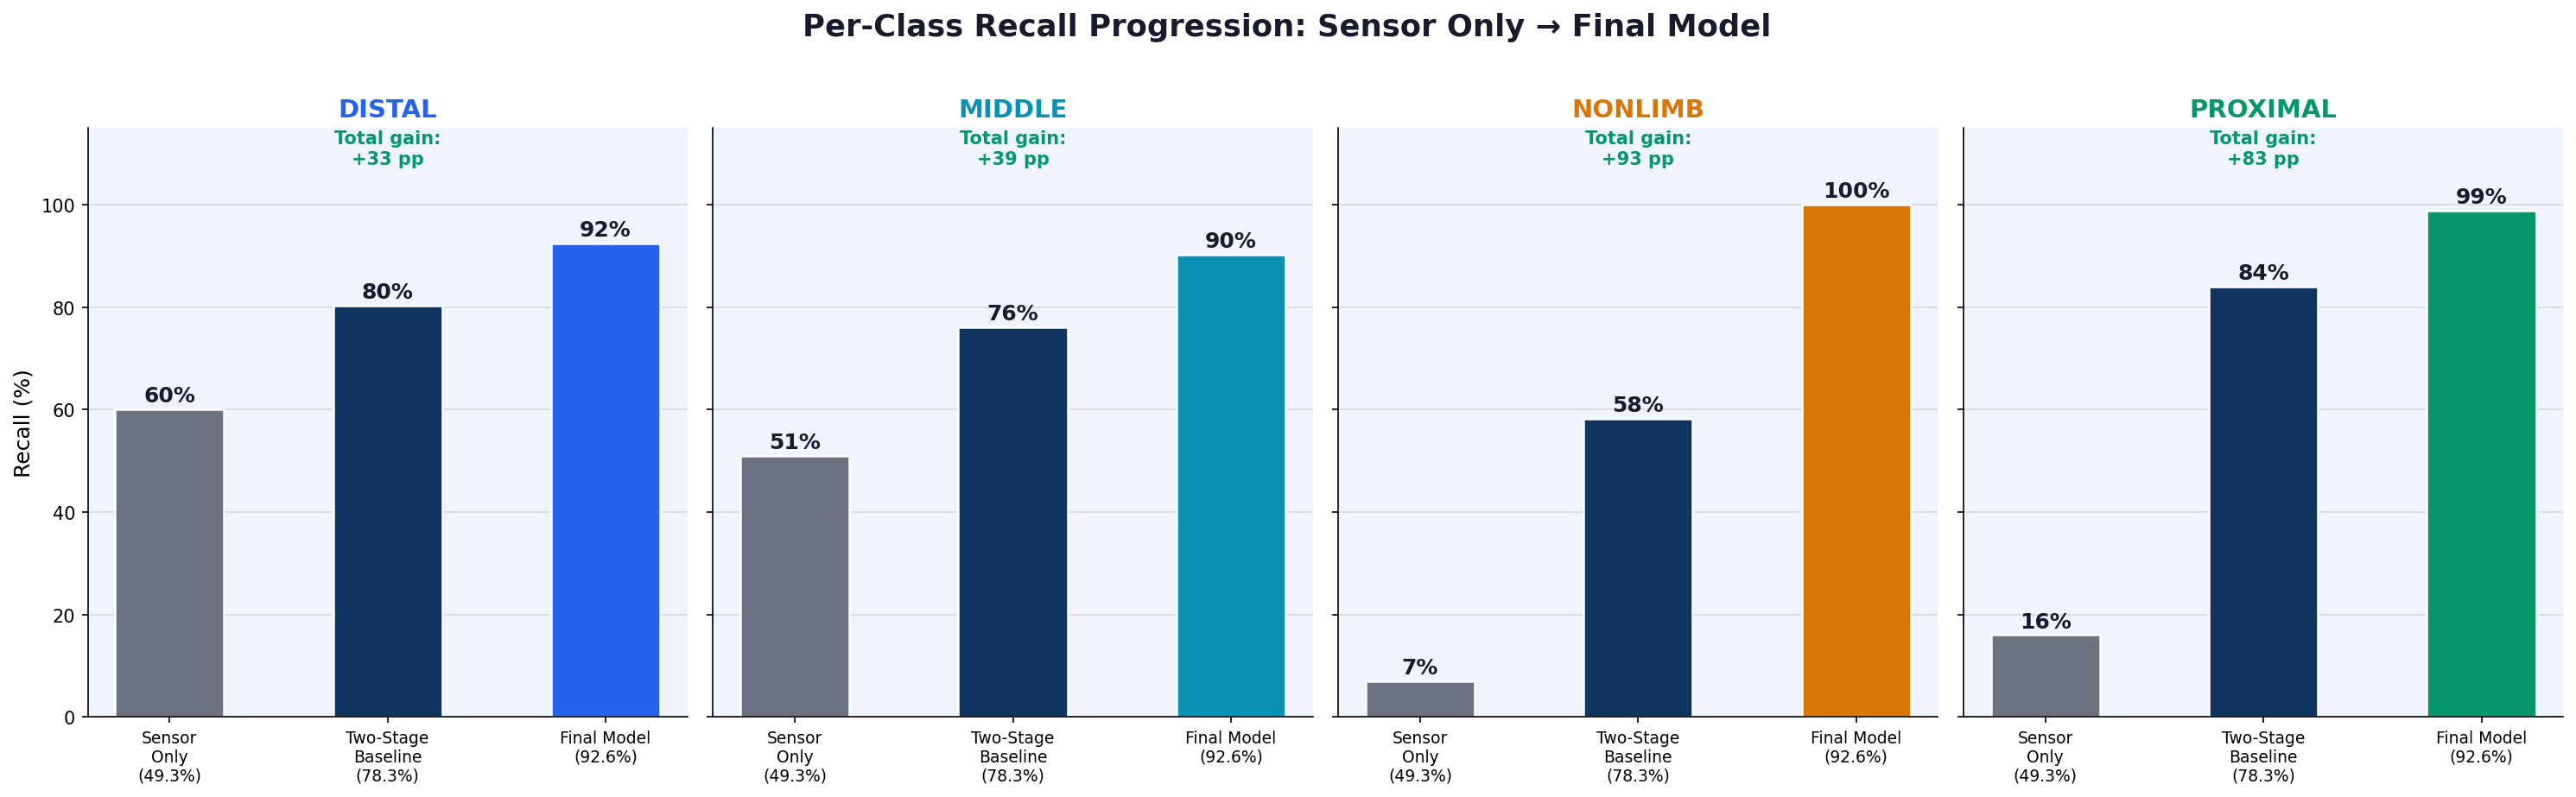 Per-Class Recall Progression: Sensor Only → Final Model
DISTAL
Total gain:
+33 pp
Recall (%)
100
80
60
40
20
0
60%
80%
92%
Sensor
Only
(49.3%)
Two-Stage
Baseline
(78.3%)
Final Model
(92.6%)
MIDDLE
Total gain:
+39 pp
51%
76%
90%
Sensor
Only
(49.3%)
Two-Stage
Baseline
(78.3%)
Final Model
(92.6%)
NONLIMB
Total gain:
+93 pp
7%
58%
100%
Sensor
Only
(49.3%)
Two-Stage
Baseline
(78.3%)
Final Model
(92.6%)
PROXIMAL
Total gain:
+83 pp
16%
84%
99%
Sensor
Only
(49.3%)
Two-Stage
Baseline
(78.3%)
Final Model
(92.6%)